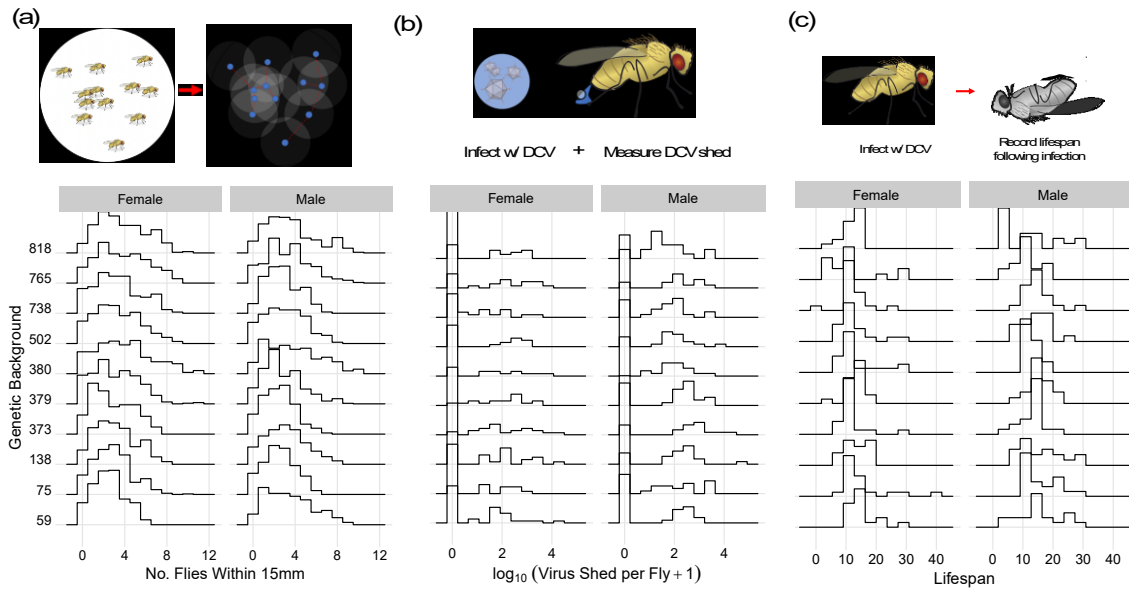 (a)
(b)
(c)
Infect w/ DCV + Measure DCV shed
Infect w/ DCV
Record lifespan
following infection
Female Male
Female Male
Female Male
Genetic Background
818
765
738
502
380
379
373
138
75
59
0 4 8 12 0 4 8 12
No. Flies Within 15mm
0 2 4 0 2 4
log₁₀ (Virus Shed per Fly + 1)
0 10 20 30 40 0 10 20 30 40
Lifespan